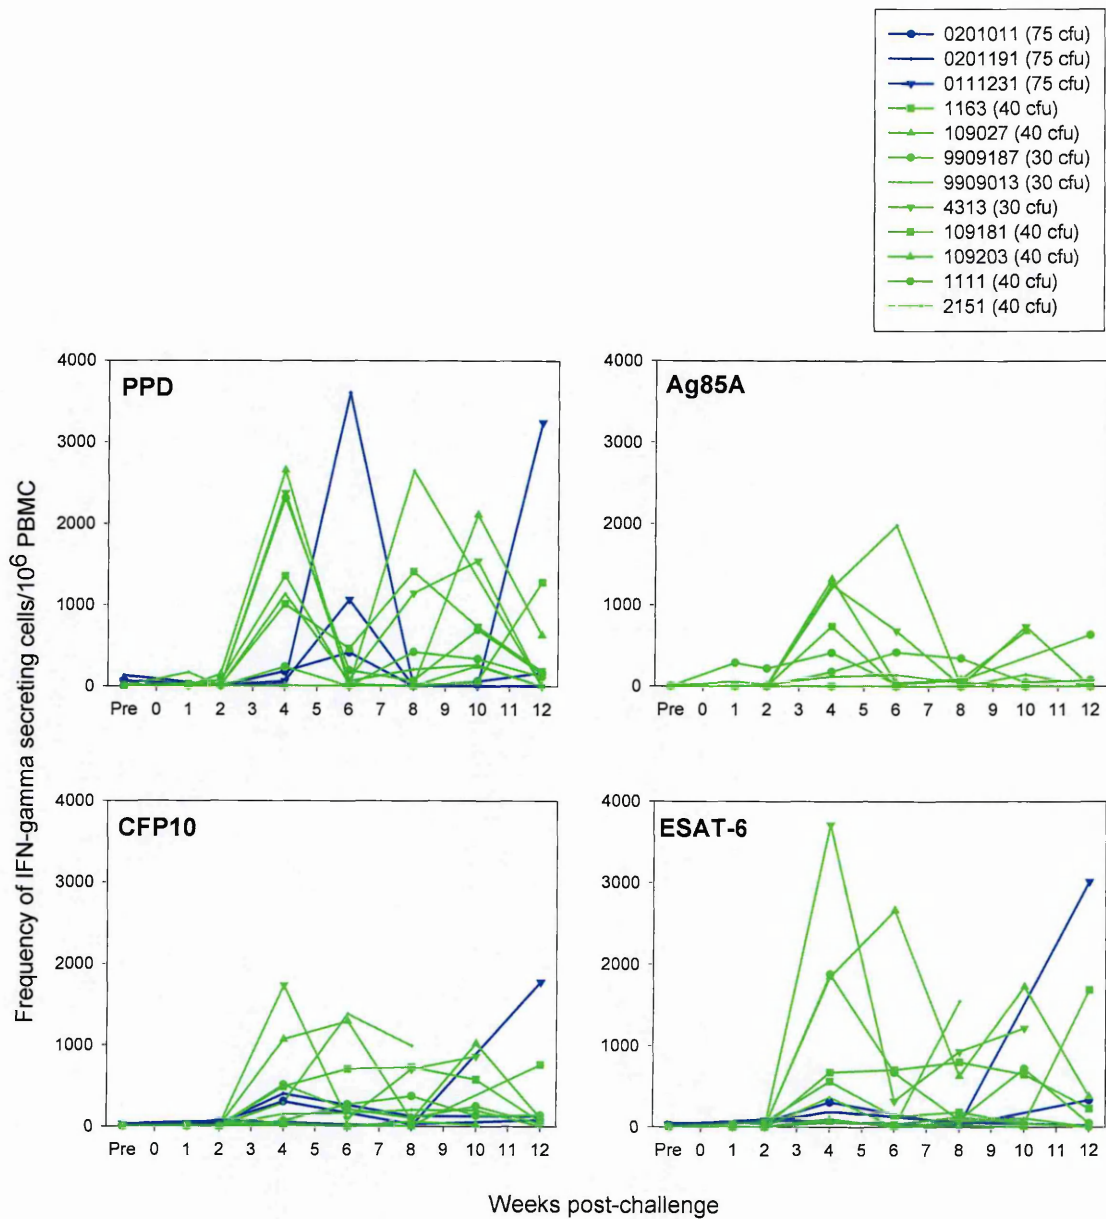 0201011 (75 cfu)
0201191 (75 cfu)
0111231 (75 cfu)
1163 (40 cfu)
109027 (40 cfu)
9909187 (30 cfu)
9909013 (30 cfu)
4313 (30 cfu)
109181 (40 cfu)
109203 (40 cfu)
1111 (40 cfu)
2151 (40 cfu)
Frequency of IFN-gamma secreting cells/10⁶ PBMC
PPD
4000
3000
2000
1000
0
Pre 0 1 2 3 4 5 6 7 8 9 10 11 12
Ag85A
4000
3000
2000
1000
0
Pre 0 1 2 3 4 5 6 7 8 9 10 11 12
CFP10
4000
3000
2000
1000
0
Pre 0 1 2 3 4 5 6 7 8 9 10 11 12
ESAT-6
4000
3000
2000
1000
0
Pre 0 1 2 3 4 5 6 7 8 9 10 11 12
Weeks post-challenge